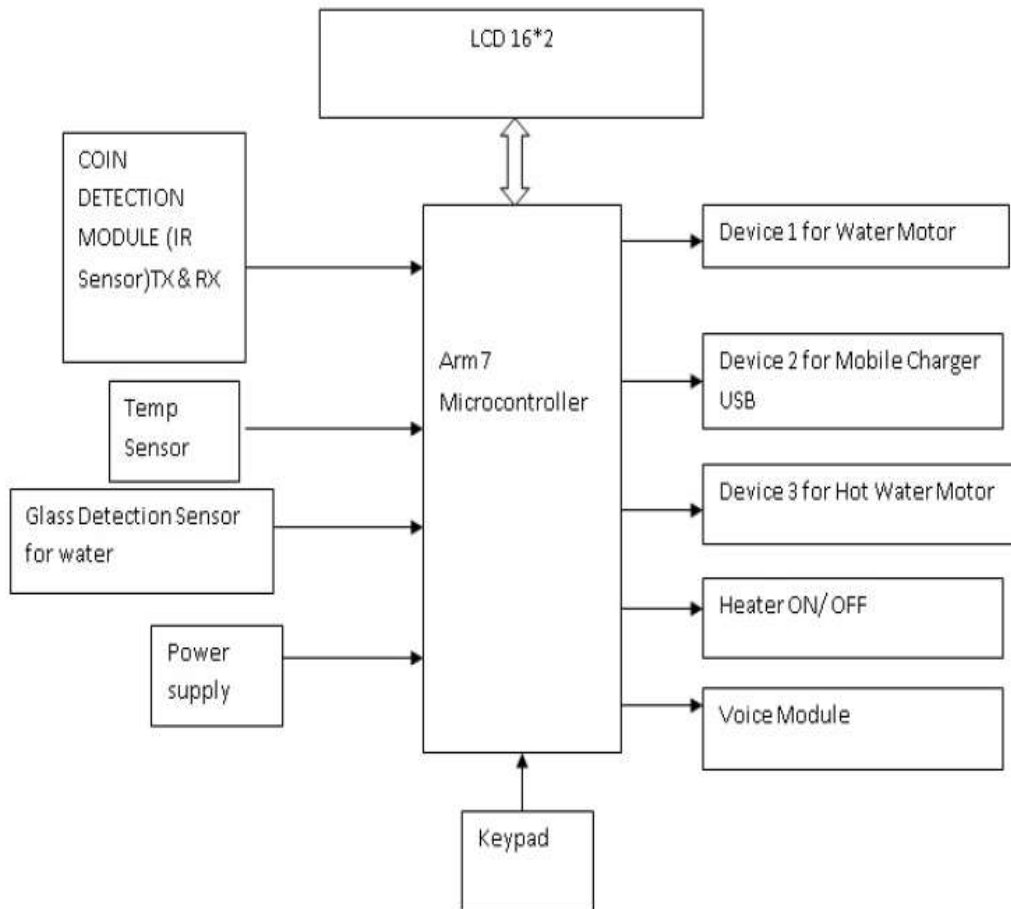 LCD 16*2
COIN
DETECTION
MODULE (IR
Sensor)TX & RX
Temp
Sensor
Glass Detection Sensor
for water
Power
supply
Arm7
Microcontroller
Device 1 for Water Motor
Device 2 for Mobile Charger
USB
Device 3 for Hot Water Motor
Heater ON/ OFF
Voice Module
Keypad